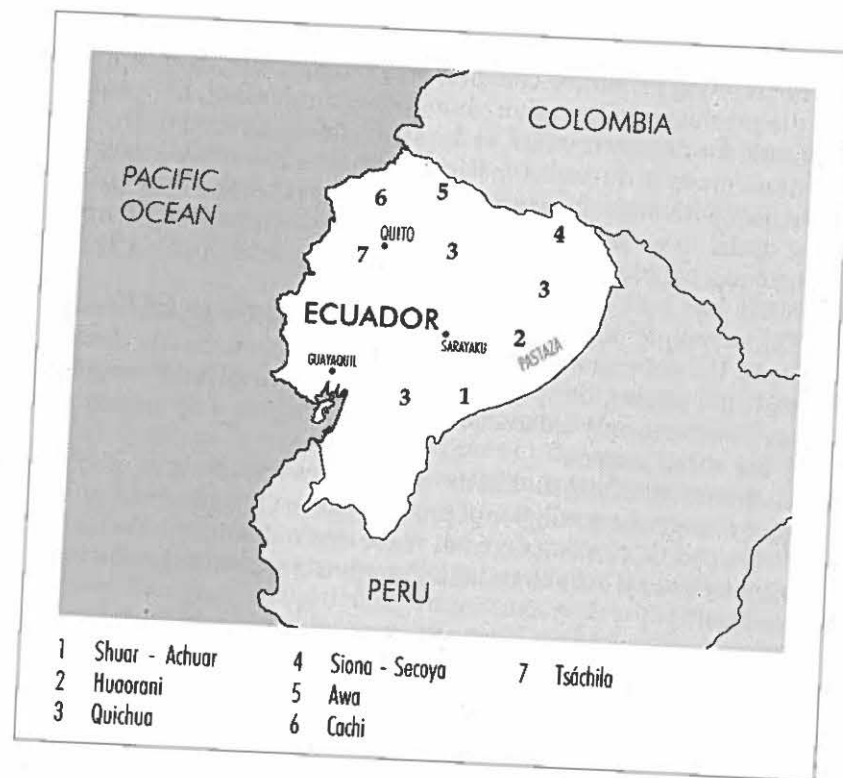 COLOMBIA
PACIFIC
OCEAN
6
5
7
QUITO
3
4
3
ECUADOR
SARAYAKU
2
PASTAZA
GUAYAQUIL
3
1
PERU
1 Shuar - Achuar
2 Huaorani
3 Quichua
4 Siona - Secoya
5 Awa
6 Cachi
7 Tsáchila